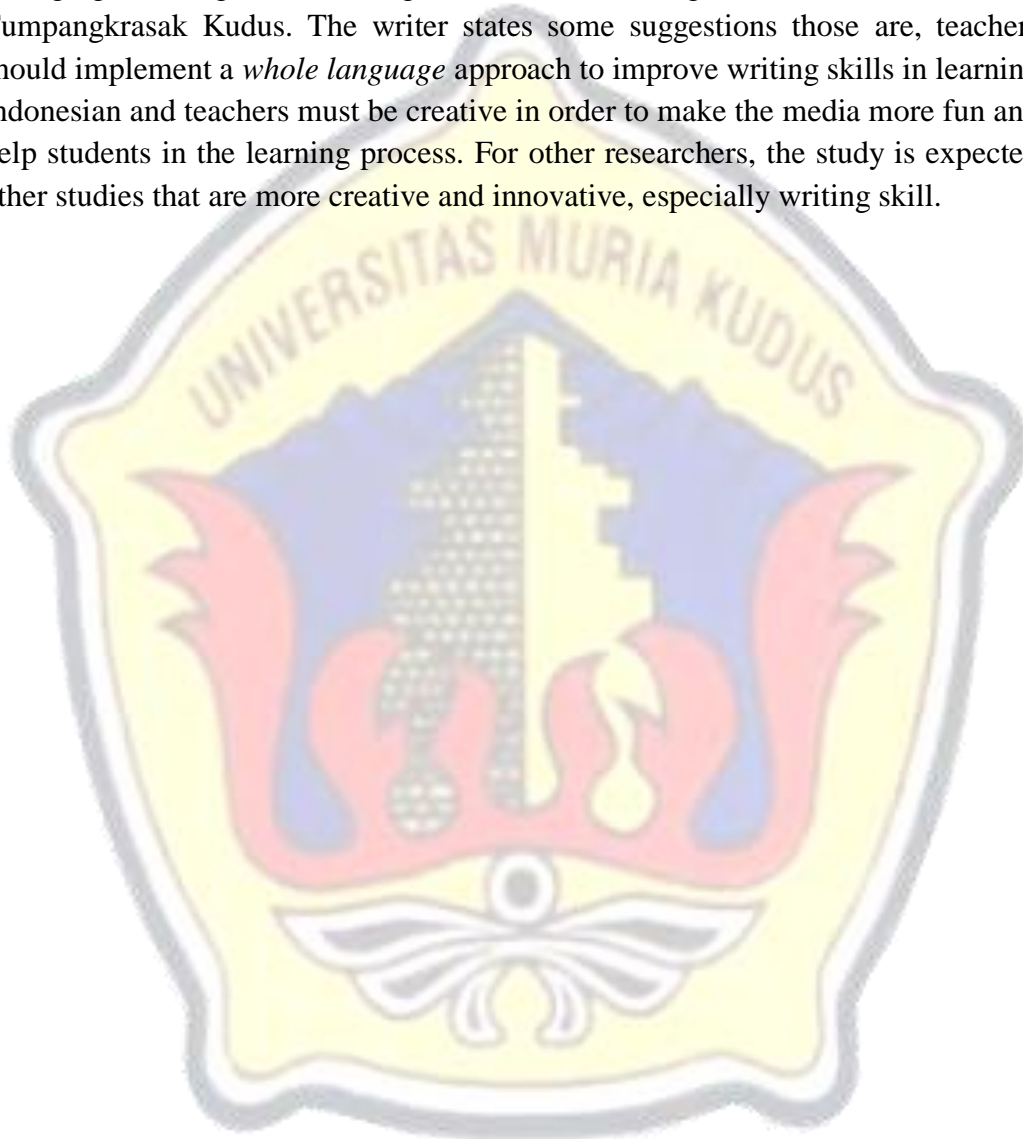 Tumpangkrasak Kudus. The writer states some suggestions those are, teacher
should implement a whole language approach to improve writing skills in learnin
ndonesian and teachers must be creative in order to make the media more fun an
elp students in the learning process. For other researchers, the study is expecte
ther studies that are more creative and innovative, especially writing skill.
UNIVERSITAS MURIA KUDUS